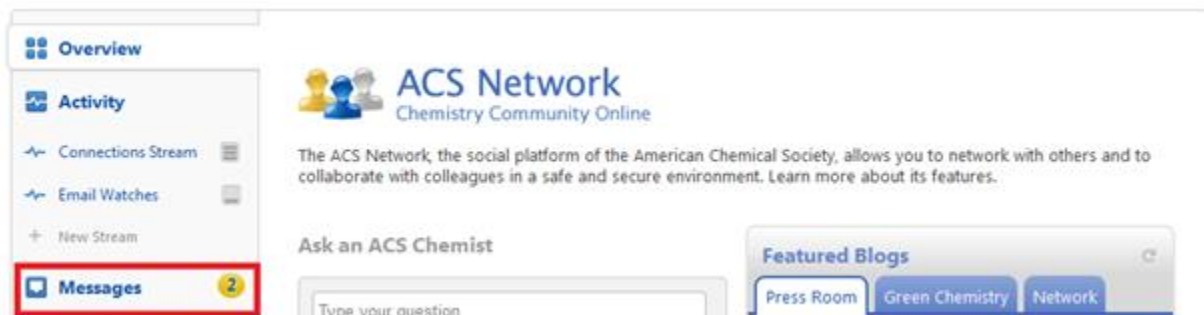 Overview
Activity
Connections Stream
Email Watches
+ New Stream
Messages 2
ACS Network
Chemistry Community Online
The ACS Network, the social platform of the American Chemical Society, allows you to network with others and to
collaborate with colleagues in a safe and secure environment. Learn more about its features.
Ask an ACS Chemist
Type your question
Featured Blogs
Press Room Green Chemistry Network